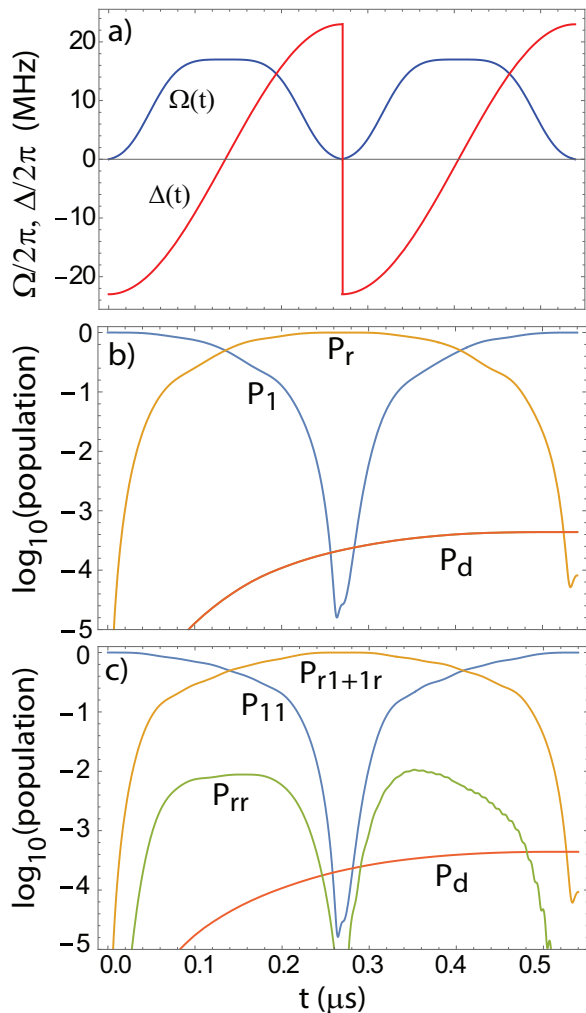 a)
Ω/2π, Δ/2π (MHz)
20
10
0
−10
−20
Ω(t)
Δ(t)
b)
log10(population)
0
−1
−2
−3
−4
−5
Pr
P1
Pd
c)
log10(population)
0
−1
−2
−3
−4
−5
Pr1+1r
P11
Prr
Pd
0.0 0.1 0.2 0.3 0.4 0.5
t (μs)